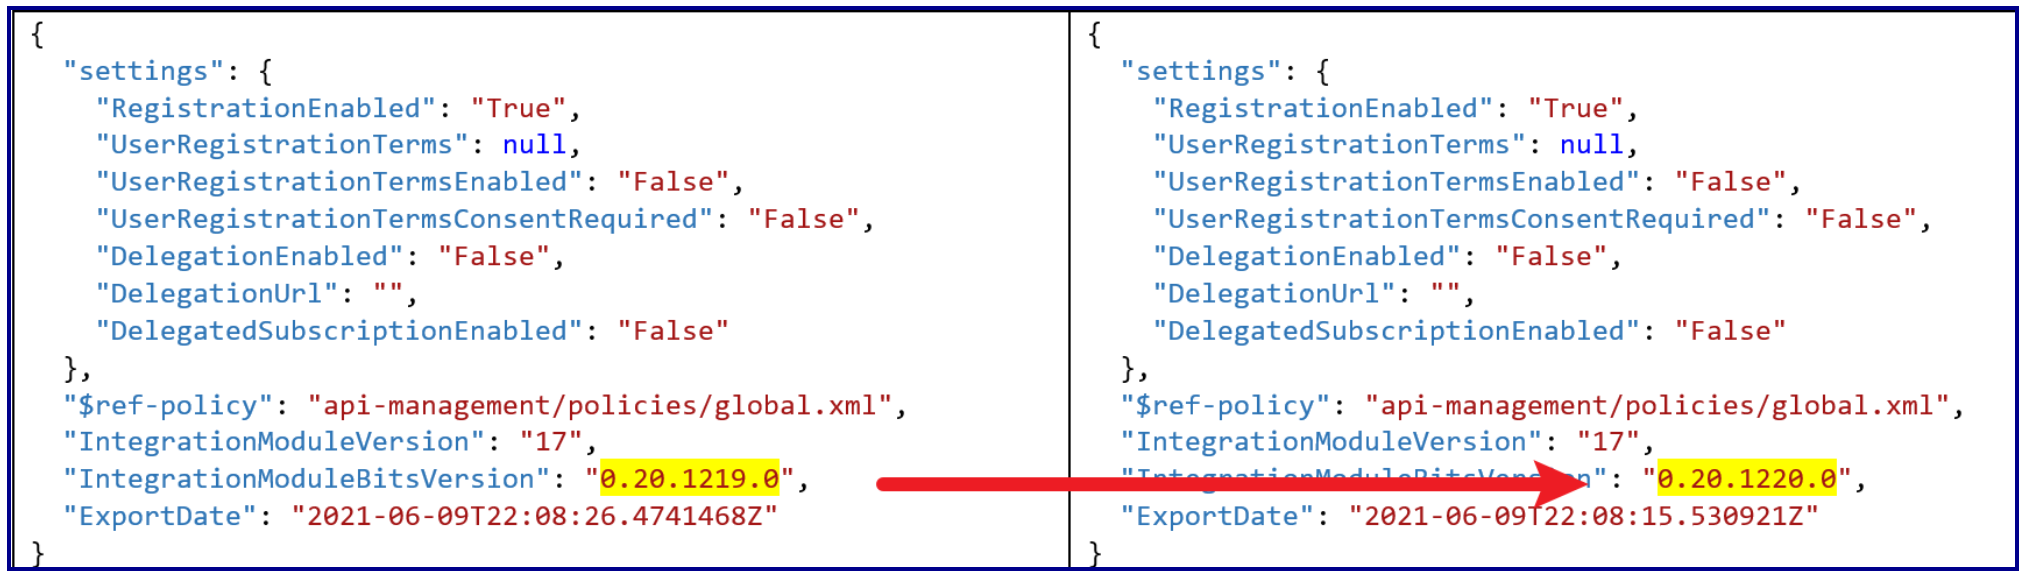 {
  "settings": {
    "RegistrationEnabled": "True",
    "UserRegistrationTerms": null,
    "UserRegistrationTermsEnabled": "False",
    "UserRegistrationTermsConsentRequired": "False",
    "DelegationEnabled": "False",
    "DelegationUrl": "",
    "DelegatedSubscriptionEnabled": "False"
  },
  "$ref-policy": "api-management/policies/global.xml",
  "IntegrationModuleVersion": "17",
  "IntegrationModuleBitsVersion": "0.20.1219.0",
  "ExportDate": "2021-06-09T22:08:26.4741468Z"
}
{
  "settings": {
    "RegistrationEnabled": "True",
    "UserRegistrationTerms": null,
    "UserRegistrationTermsEnabled": "False",
    "UserRegistrationTermsConsentRequired": "False",
    "DelegationEnabled": "False",
    "DelegationUrl": "",
    "DelegatedSubscriptionEnabled": "False"
  },
  "$ref-policy": "api-management/policies/global.xml",
  "IntegrationModuleVersion": "17",
  "IntegrationModuleBitsVersion": "0.20.1220.0",
  "ExportDate": "2021-06-09T22:08:15.530921Z"
}